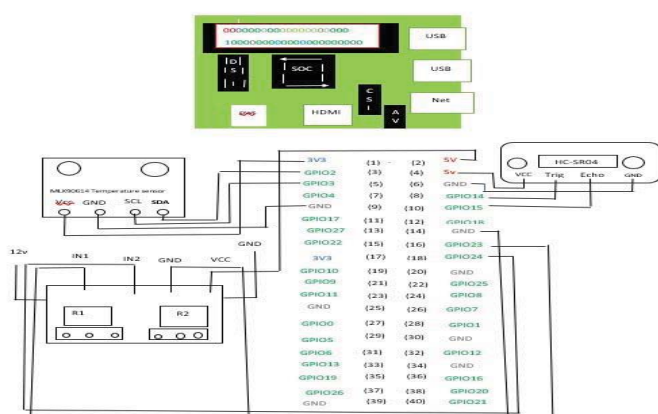 USB
DSI
SOC
USB
CSI
Net
HDMI
AV
MLX90614 Temperature sensor
Vcc GND SCL SDA
HC-SR04
VCC Trig Echo GND
3V3 (1) - (2) 5V
GPIO2 (3) (4) 5v
GPIO3 (5) (6) GND
GPIO4 (7) (8) GPIO14
GND (9) (10) GPIO15
GPIO17 (11) (12) GPIO18
GPIO27 (13) (14) GND
GPIO22 (15) (16) GPIO23
3V3 (17) (18) GPIO24
GPIO10 (19) (20) GND
GPIO9 (21) (22) GPIO25
GPIO11 (23) (24) GPIO8
GND (25) (26) GPIO7
GPIO0 (27) (28) GPIO1
GPIO5 (29) (30) GND
GPIO6 (31) (32) GPIO12
GPIO13 (33) (34) GND
GPIO19 (35) (36) GPIO16
GPIO26 (37) (38) GPIO20
GND (39) (40) GPIO21
12v IN1 IN2 GND VCC GND
R1 R2